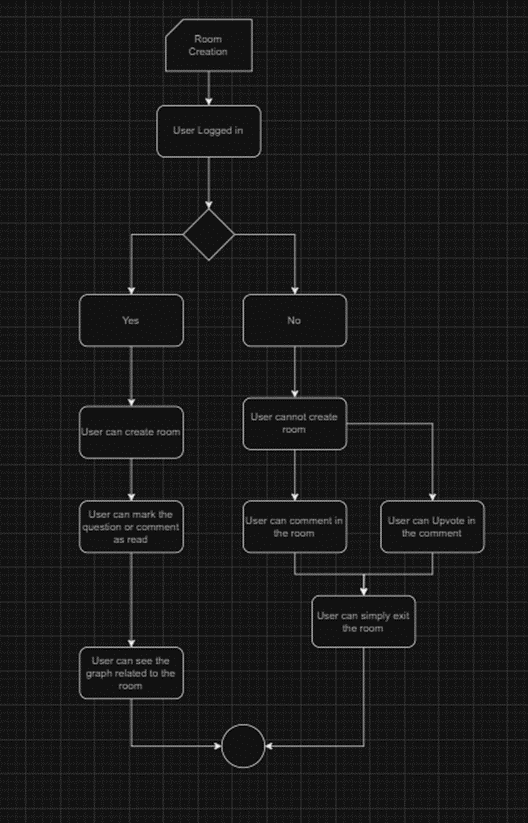 Room
Creation
User Logged in
Yes
No
User can create room
User cannot create
room
User can mark the
question or comment
as read
User can comment in
the room
User can Upvote in
the comment
User can simply exit
the room
User can see the
graph related to the
room